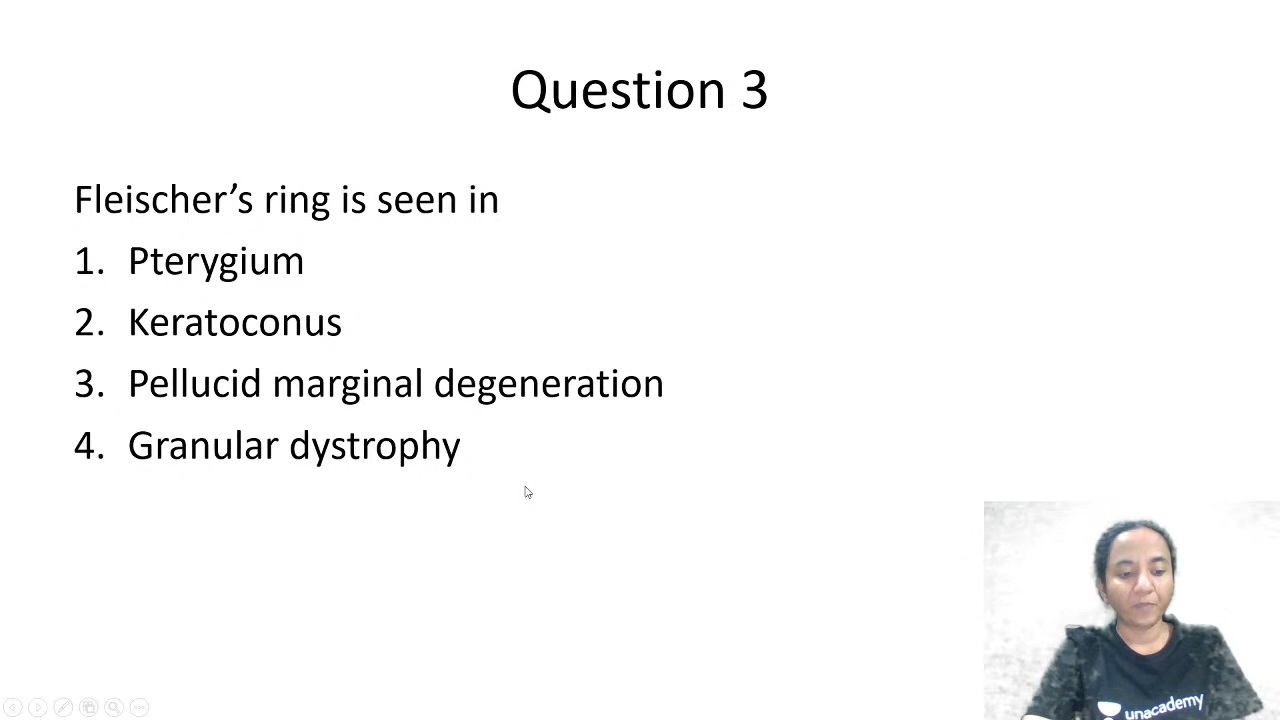 Question 3
Fleischer’s ring is seen in
1. Pterygium
2. Keratoconus
3. Pellucid marginal degeneration
4. Granular dystrophy
unacademy